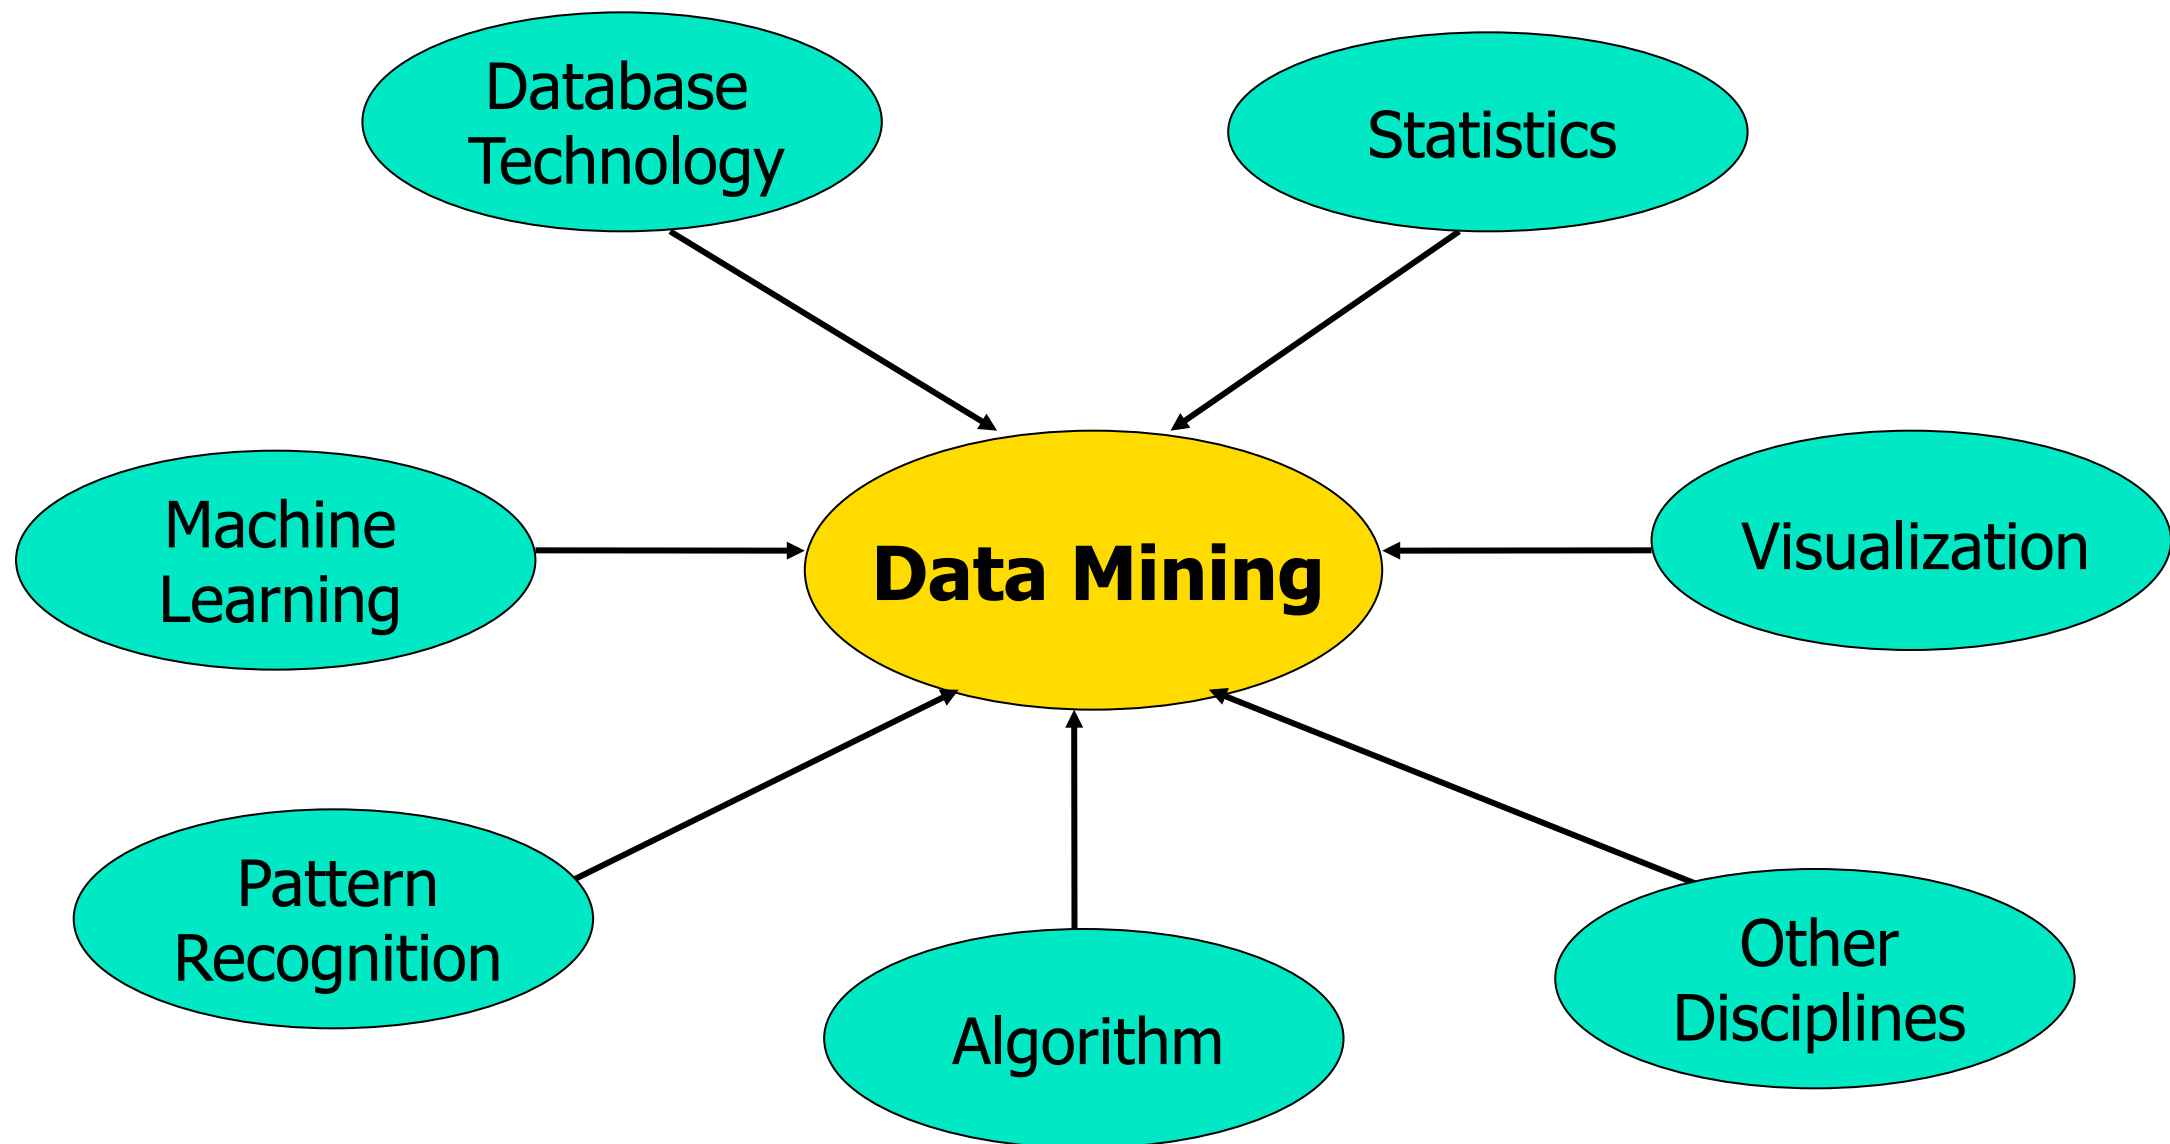 Database
Technology
Statistics
Machine
Learning
Data Mining
Visualization
Pattern
Recognition
Algorithm
Other
Disciplines